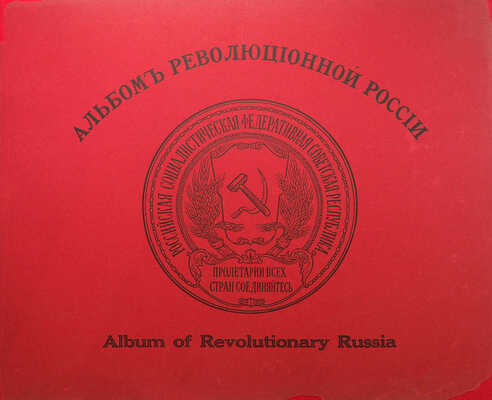 АЛЬБОМЪ РЕВОЛЮЦІОННОЙ РОССІИ
РОССИЙСКАЯ СОЦИАЛИСТИЧЕСКАЯ ФЕДЕРАТИВНАЯ СОВЕТСКАЯ РЕСПУБЛИКА
ПРОЛЕТАРИИ ВСЕХ
СТРАН СОЕДИНЯЙТЕСЬ
Album of Revolutionary Russia